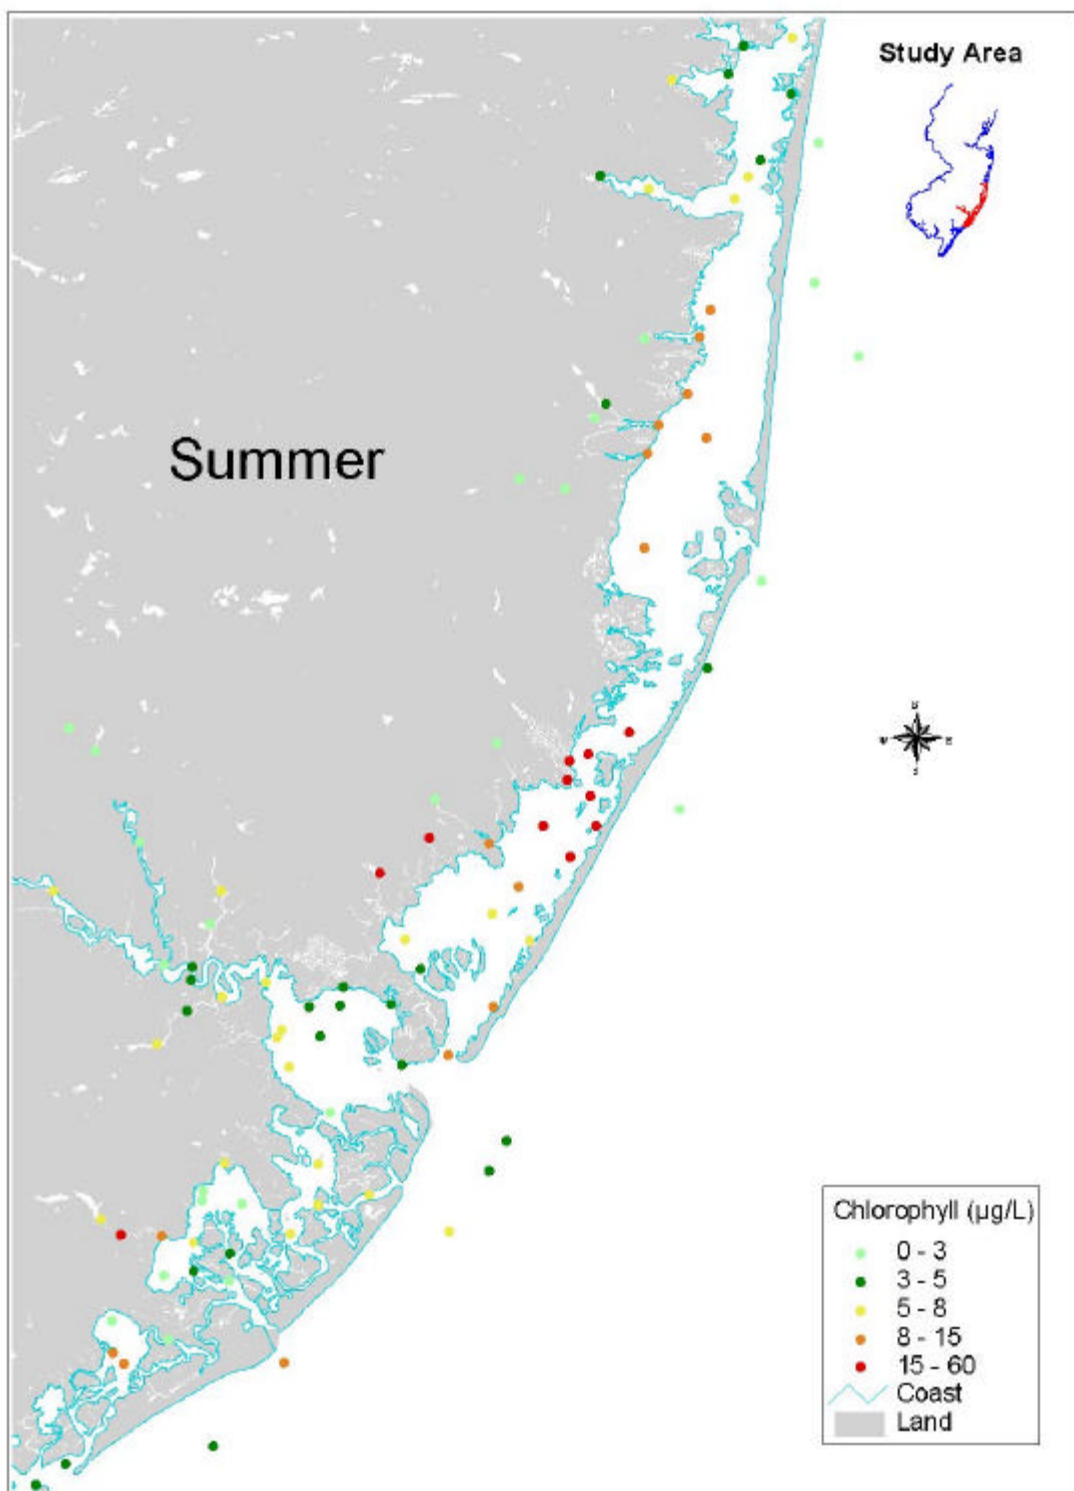 Study Area
Summer
Chlorophyll (µg/L)
0 - 3
3 - 5
5 - 8
8 - 15
15 - 60
Coast
Land